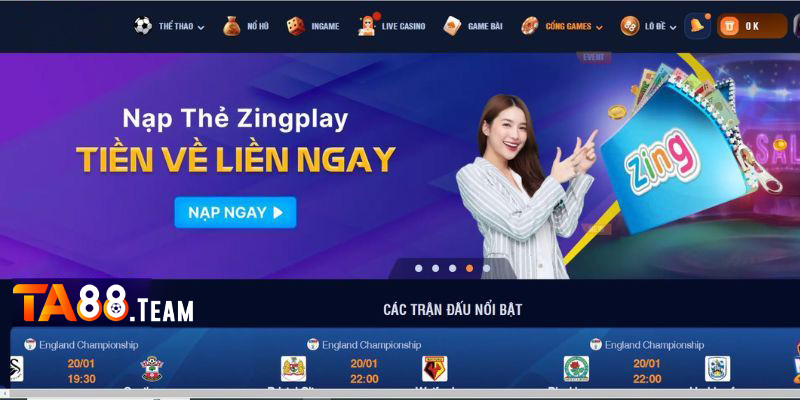 THỂ THAO
NỔ HŨ
INGAME
LIVE CASINO
GAME BÀI
CỔNG GAMES
88
LÔ ĐỀ
0 K
EVENT
Nạp Thẻ Zingplay
TIỀN VỀ LIỀN NGAY
NẠP NGAY
Zing
SAL
TA88.TEAM
CÁC TRẬN ĐẤU NỔI BẬT
England Championship
20/01
19:30
England Championship
20/01
22:00
England Championship
20/01
22:00